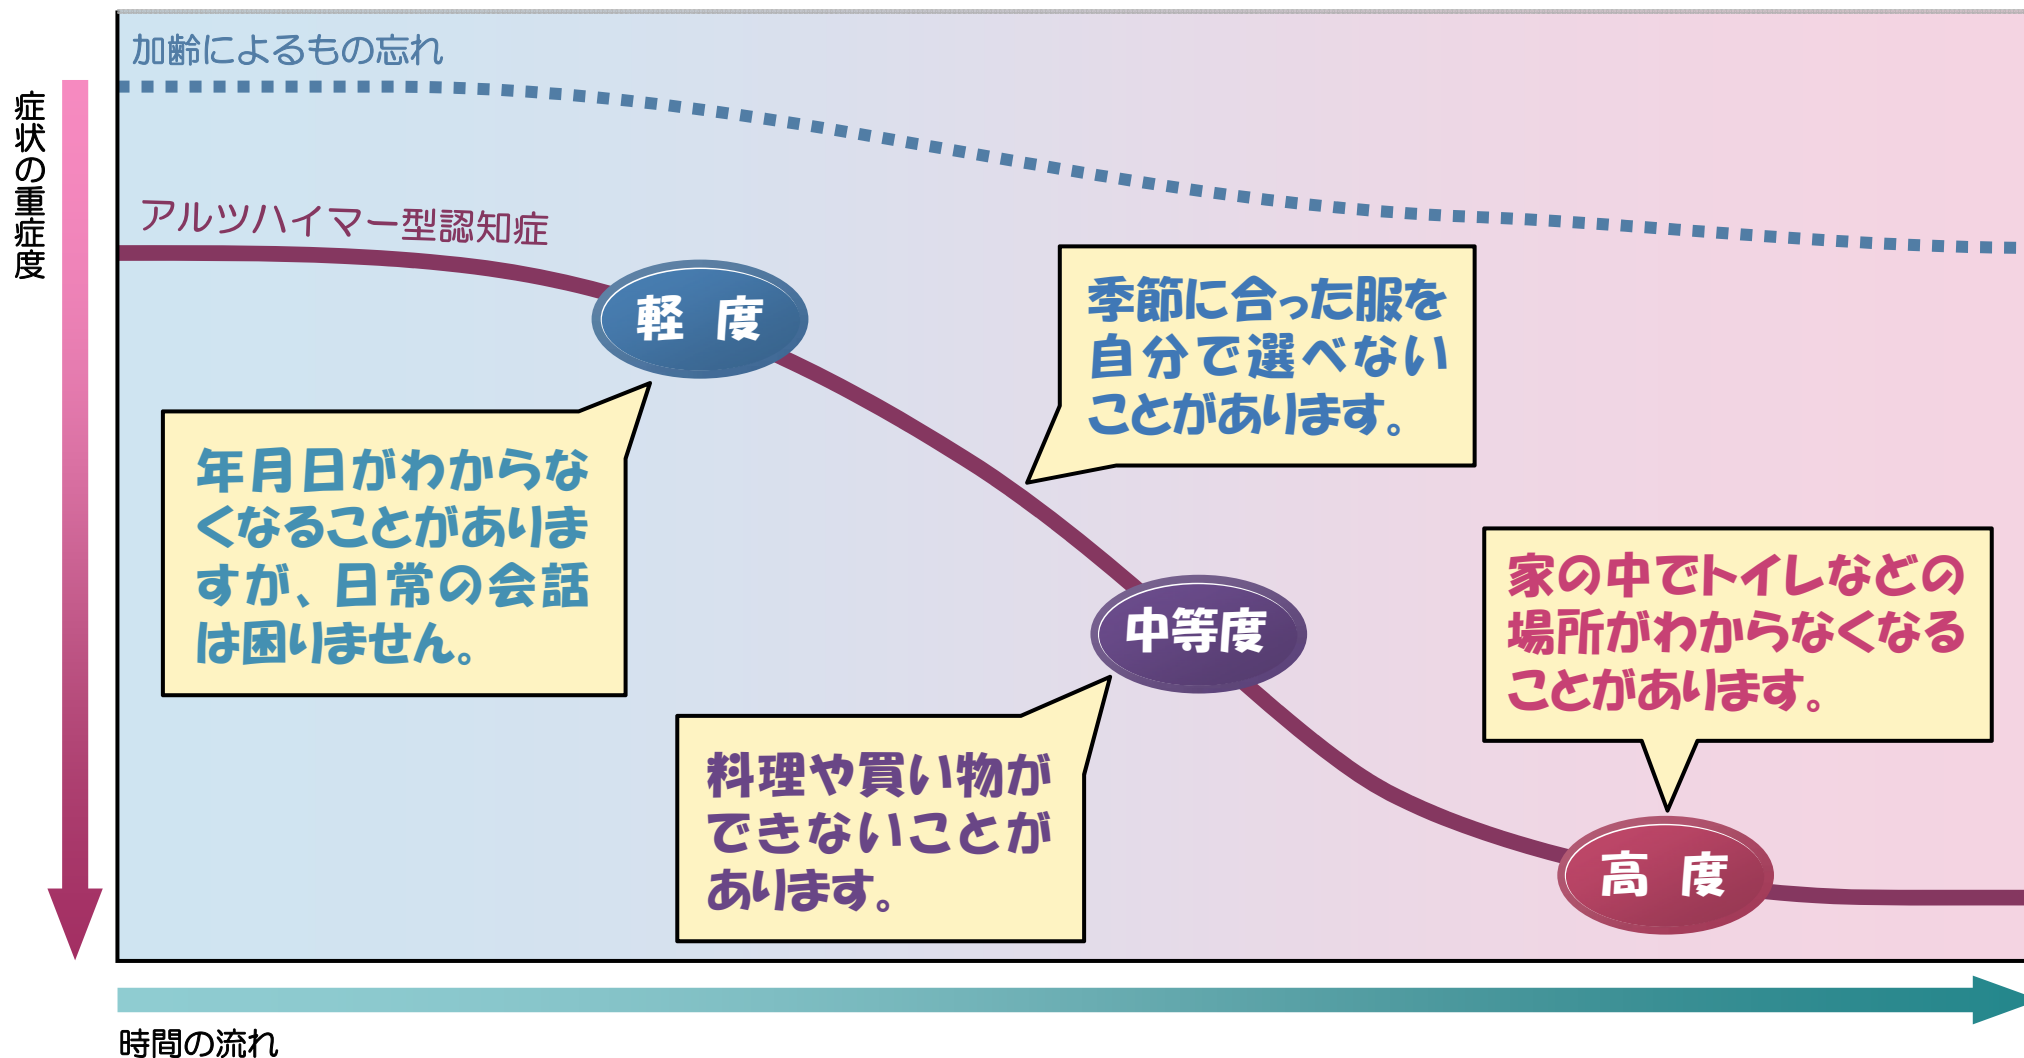 加齢によるもの忘れ
症状の重症度
アルツハイマー型認知症
軽度
季節に合った服を
自分で選べない
ことがあります。
年月日がわからな
くなることがありま
すが、日常の会話
は困りません。
中等度
家の中でトイレなどの
場所がわからなくなる
ことがあります。
料理や買い物が
できないことが
あります。
高度
時間の流れ